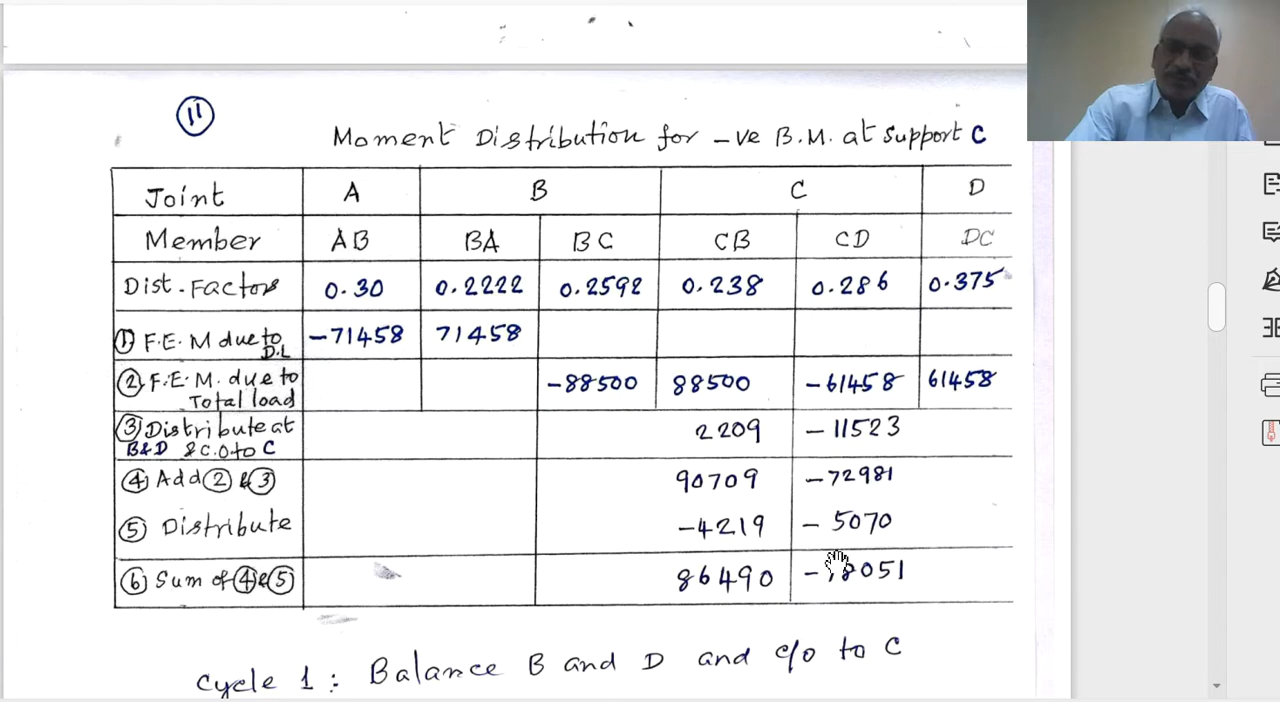 11
Moment Distribution for -ve B.M. at support C
Joint A B C D
Member AB BA BC CB CD DC
Dist. Factors 0.30 0.2222 0.2592 0.238 0.286 0.375
① F.E.M due to D.L -71458 71458
② F.E.M. due to Total load -88500 88500 -61458 61458
③ Distribute at B&D & C.O to C 2209 -11523
④ Add ② & ③ 90709 -72981
⑤ Distribute -4219 -5070
⑥ Sum of ④ & ⑤ 86490 -78051
Cycle 1: Balance B and D and c/o to C